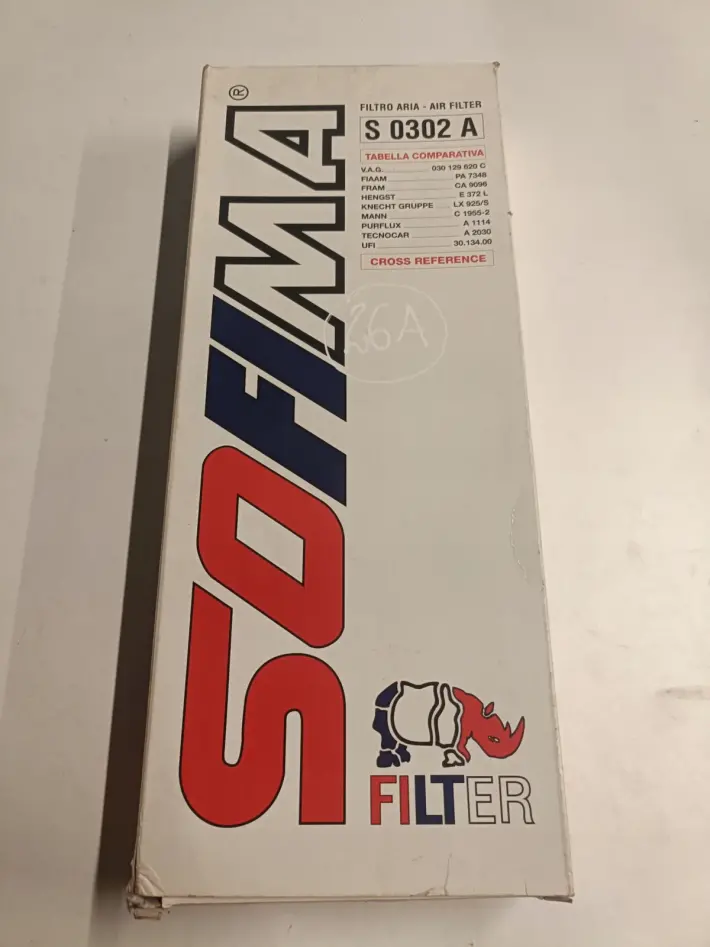 SOFIMA®
FILTRO ARIA - AIR FILTER
S 0302 A
TABELLA COMPARATIVA
V.A.G. 030 129 620 C
FIAAM PA 7348
FRAM CA 9096
HENGST E 372 L
KNECHT GRUPPE LX 925/S
MANN C 1955-2
PURFLUX A 1114
TECNOCAR A 2030
UFI 30.134.00
CROSS REFERENCE
26A
FILTER